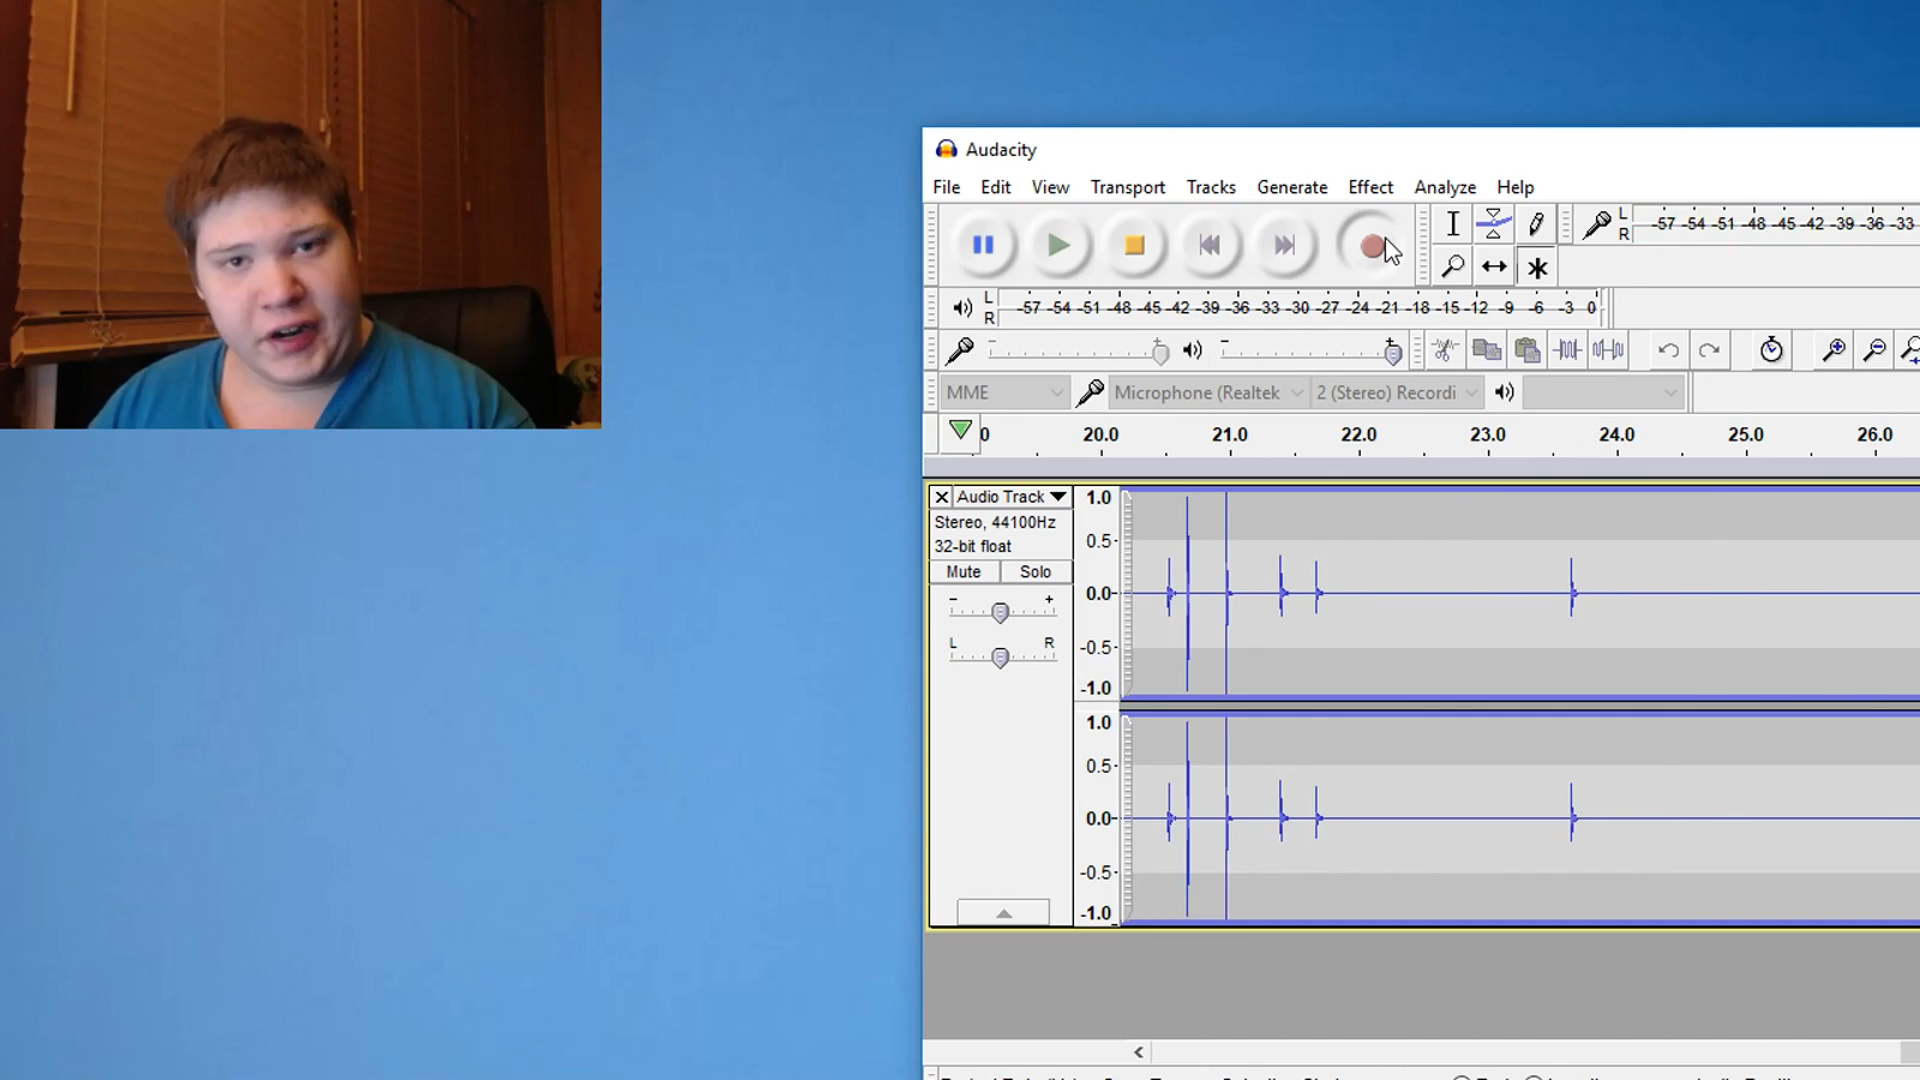 Audacity
File Edit View Transport Tracks Generate Effect Analyze Help
L -57 -54 -51 -48 -45 -42 -39 -36 -33
R
L -57 -54 -51 -48 -45 -42 -39 -36 -33 -30 -27 -24 -21 -18 -15 -12 -9 -6 -3 0
R
- + - +
MME Microphone (Realtek 2 (Stereo) Recordi
0 20.0 21.0 22.0 23.0 24.0 25.0 26.0
Audio Track 1.0
Stereo, 44100Hz
32-bit float 0.5
Mute Solo
- + 0.0
L R -0.5
-1.0
1.0
0.5
0.0
-0.5
-1.0